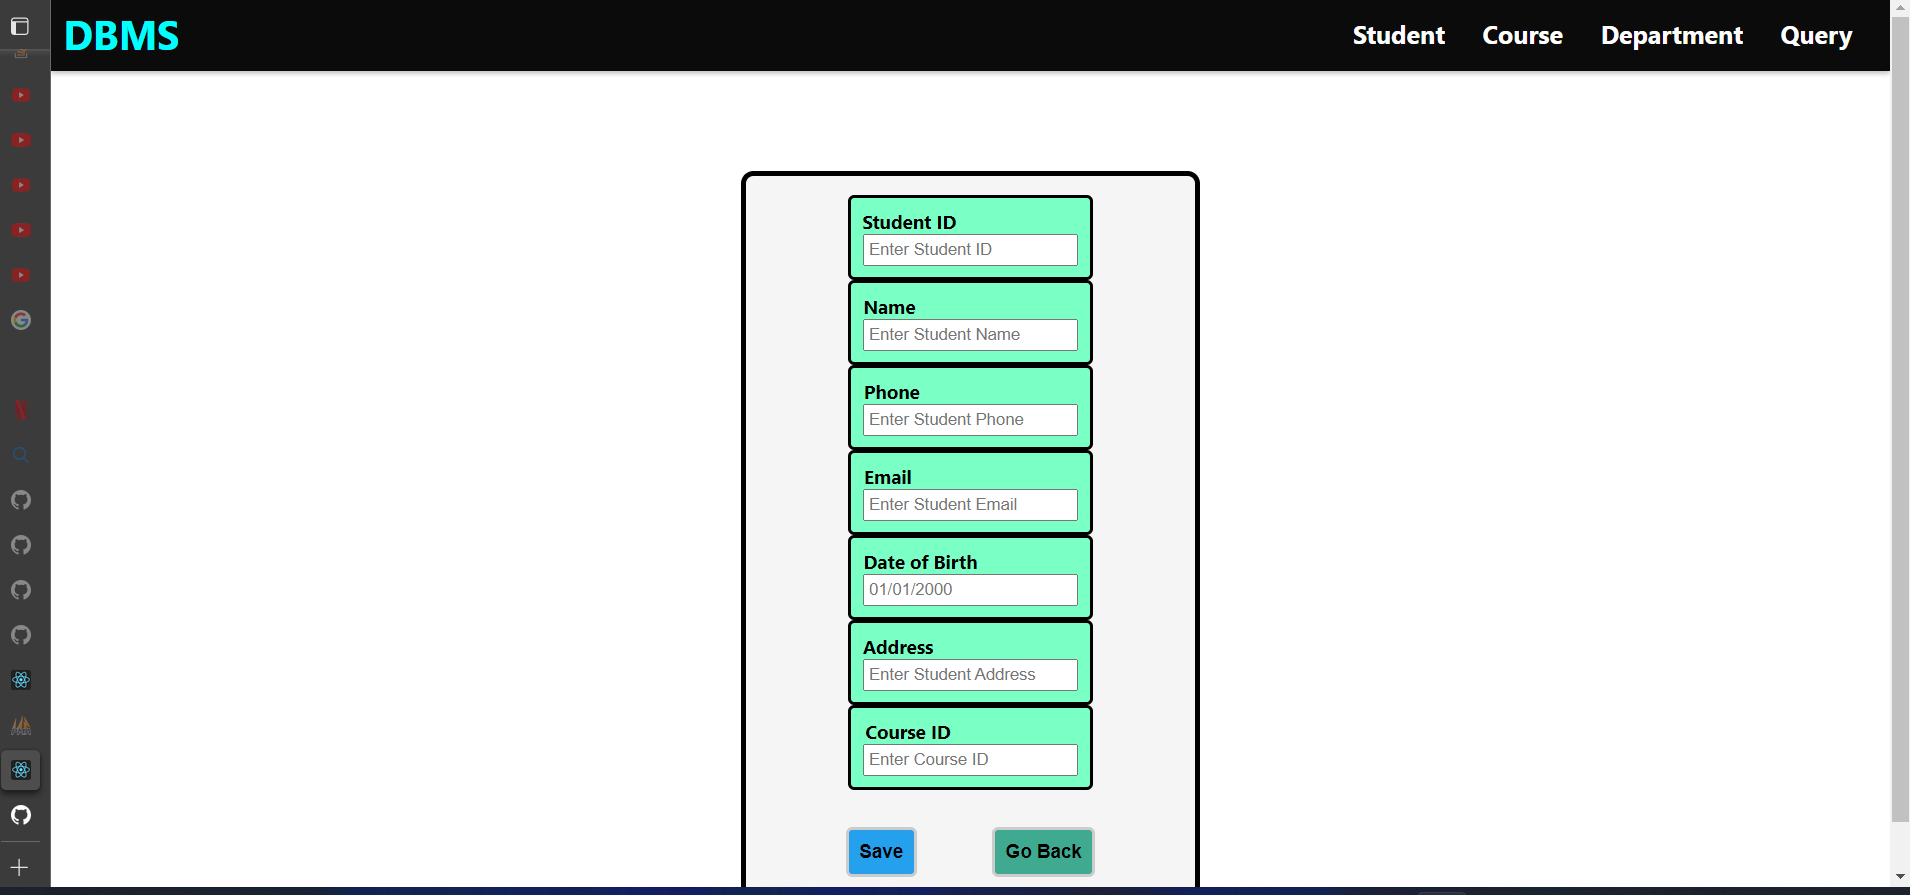 DBMS
Student Course Department Query
Student ID
Enter Student ID
Name
Enter Student Name
Phone
Enter Student Phone
Email
Enter Student Email
Date of Birth
01/01/2000
Address
Enter Student Address
Course ID
Enter Course ID
Save Go Back